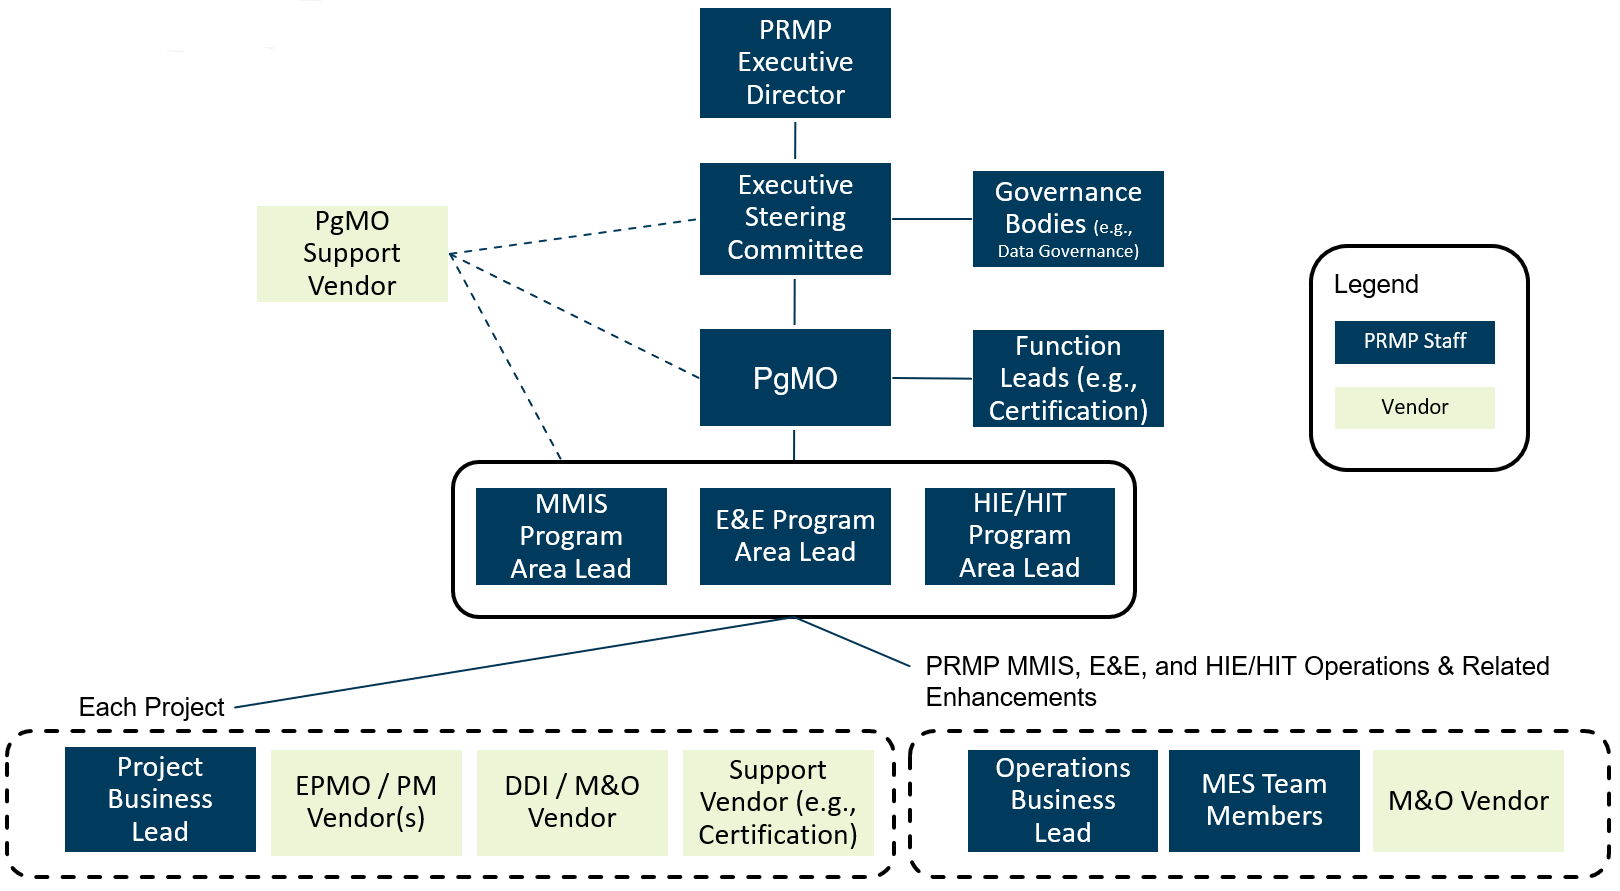 PRMP
Executive
Director
Executive
Steering
Committee
Governance
Bodies (e.g.,
Data Governance)
PgMO
Support
Vendor
Legend
PRMP Staff
Vendor
PgMO
Function
Leads (e.g.,
Certification)
MMIS
Program
Area Lead
E&E Program
Area Lead
HIE/HIT
Program
Area Lead
PRMP MMIS, E&E, and HIE/HIT Operations & Related
Enhancements
Each Project
Project
Business
Lead
EPMO / PM
Vendor(s)
DDI / M&O
Vendor
Support
Vendor (e.g.,
Certification)
Operations
Business
Lead
MES Team
Members
M&O Vendor